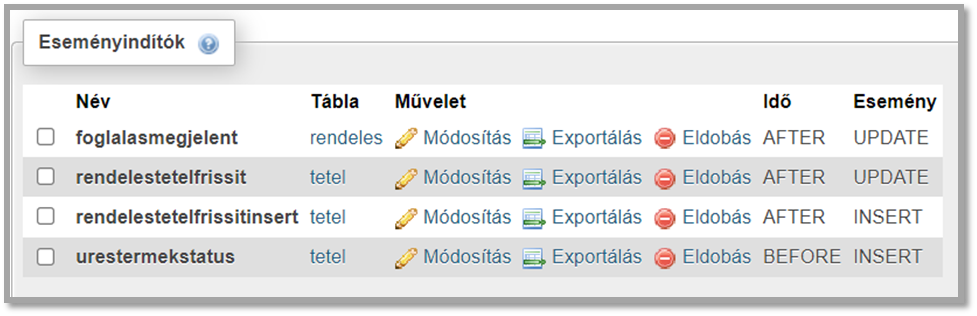 Eseményindítók
Név Tábla Művelet Idő Esemény
foglalasmegjelent rendeles Módosítás Exportálás Eldobás AFTER UPDATE
rendelestetelfrissit tetel Módosítás Exportálás Eldobás AFTER UPDATE
rendelestetelfrissitinsert tetel Módosítás Exportálás Eldobás AFTER INSERT
urestermekstatus tetel Módosítás Exportálás Eldobás BEFORE INSERT